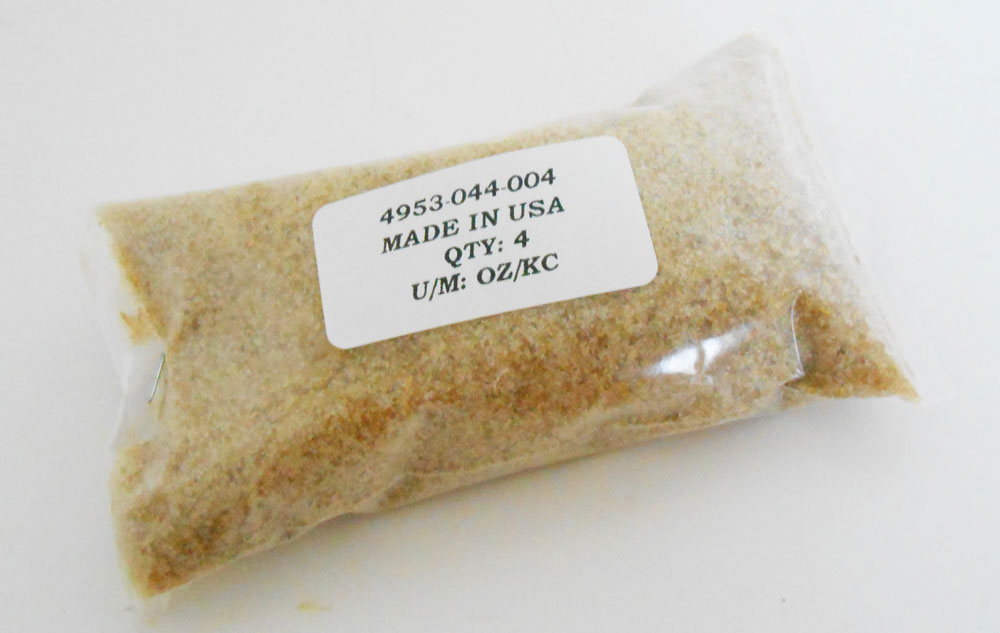 4953-044-004
MADE IN USA
QTY: 4
U/M: OZ/KC